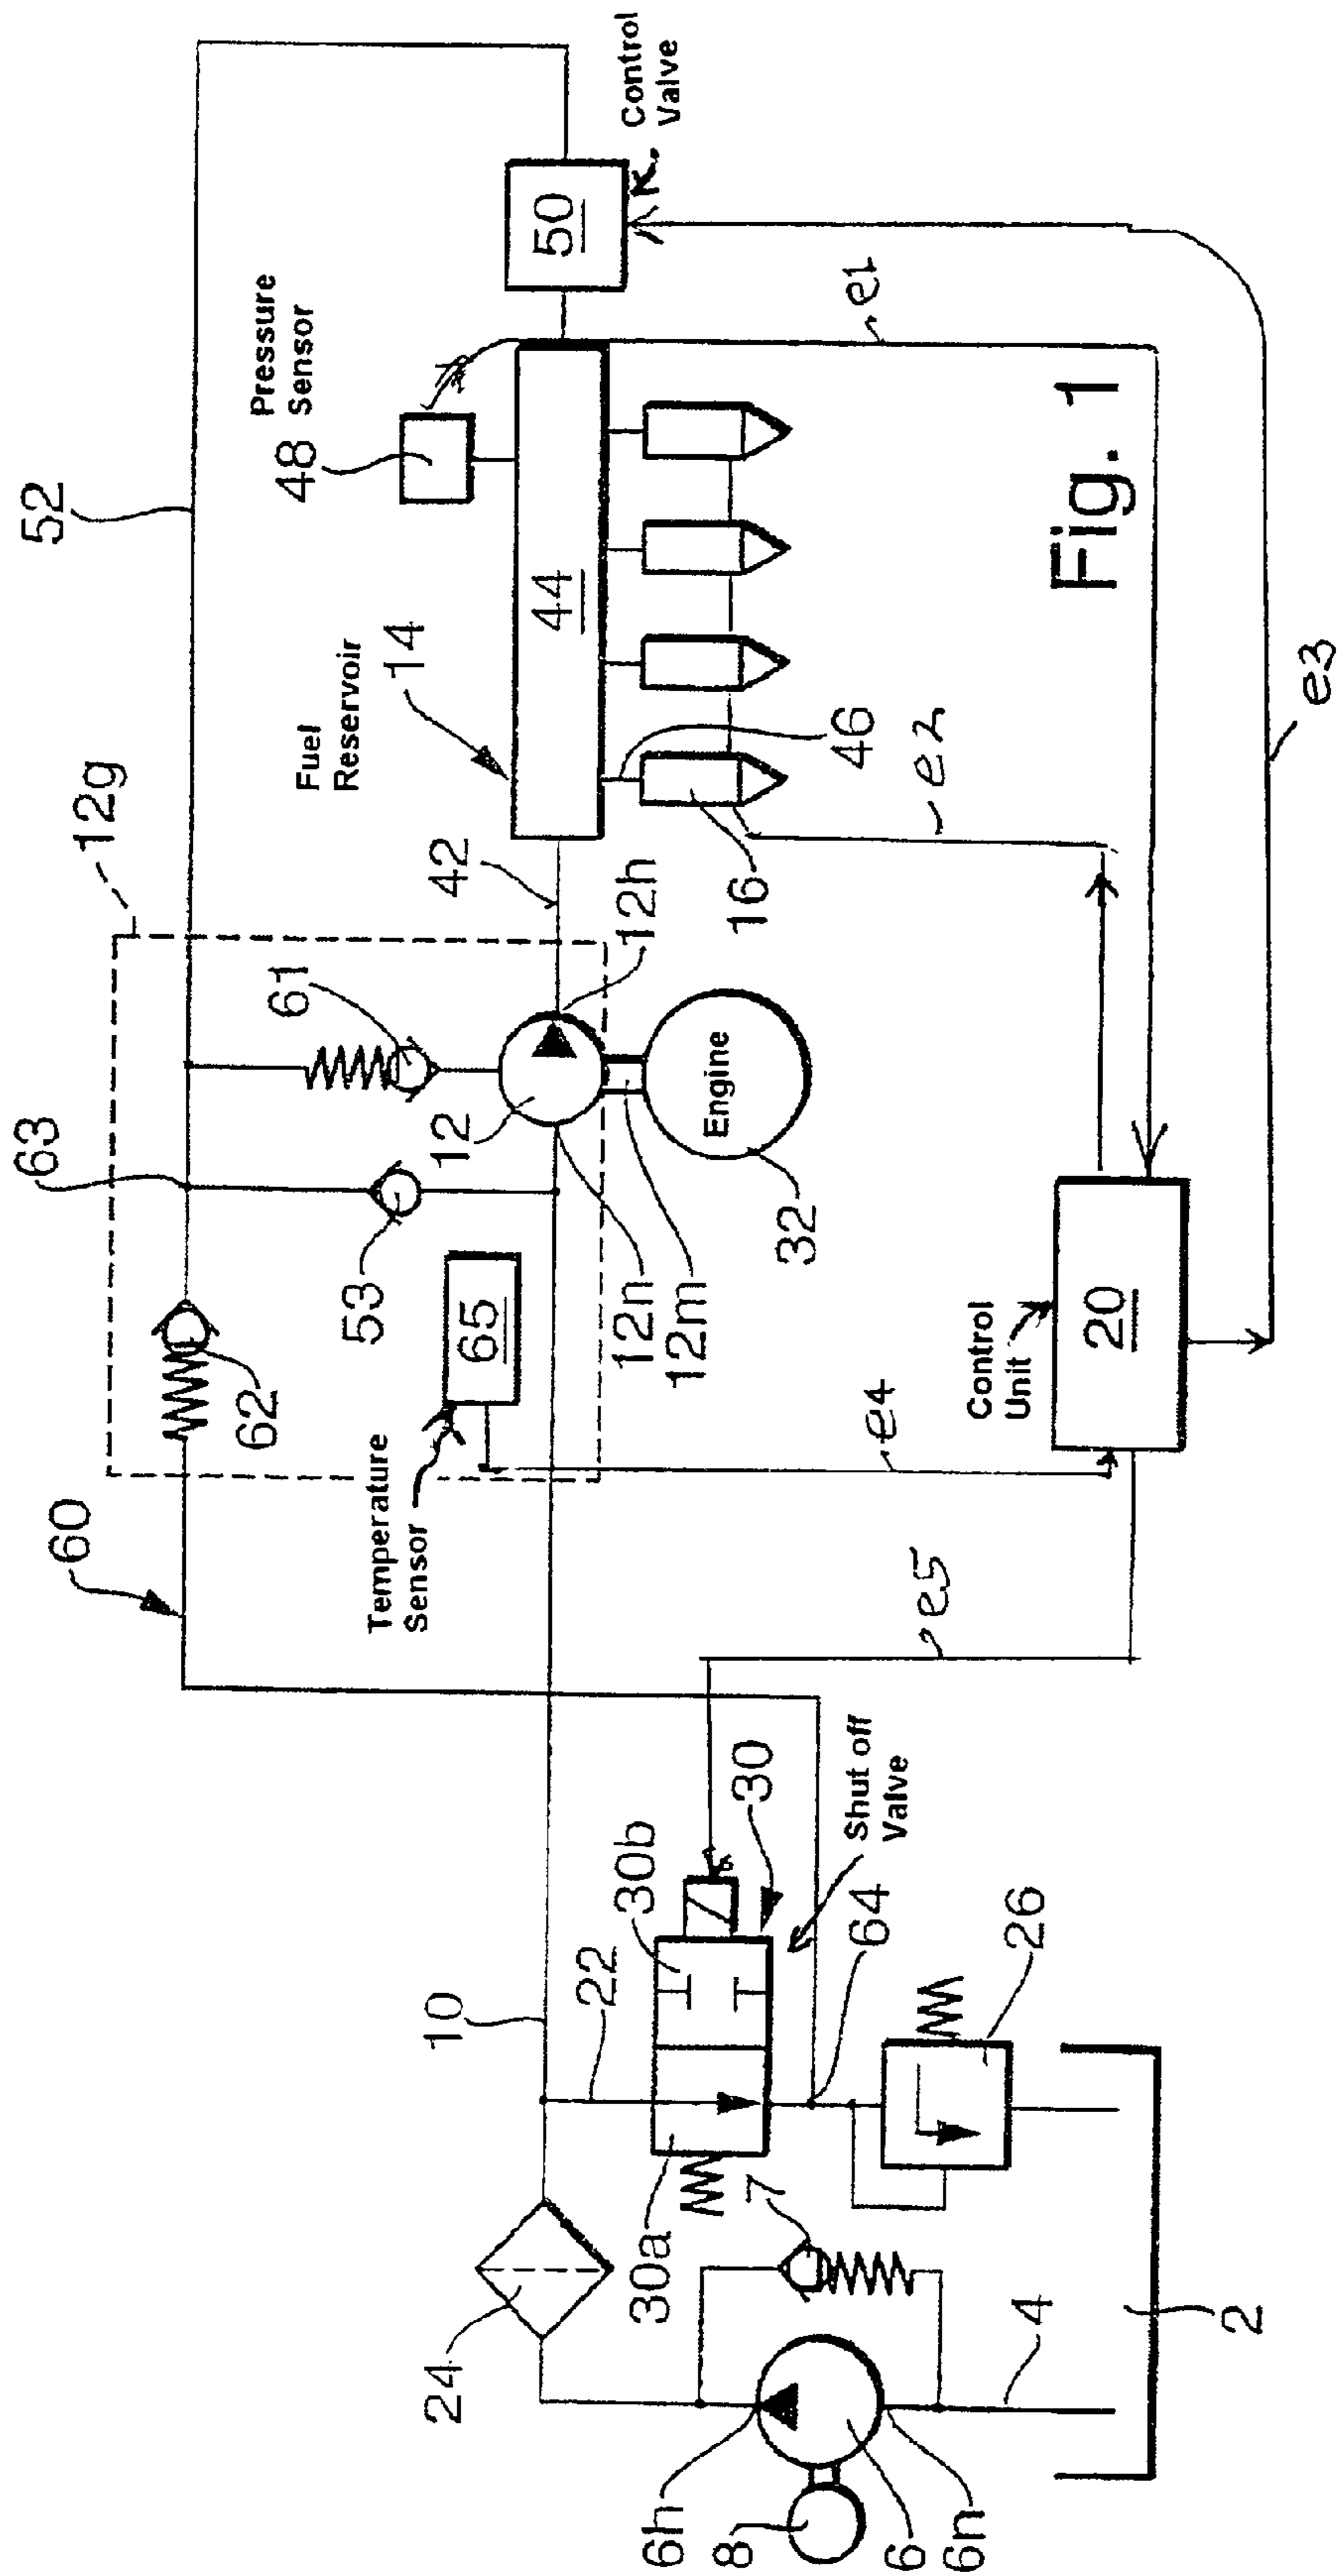 52
Pressure
Sensor
48
Control
Valve
50
e1
Fuel
Reservoir
14
44
46
16
e2
e3
Fig. 1
12g
42
12h
61
63
12
Engine
32
53
65
12n
12m
62
Temperature
Sensor
60
e4
Control
Unit
20
e5
10
22
30b
30
Shut off
Valve
64
26
30a
7
24
6h
8
6
6n
4
2